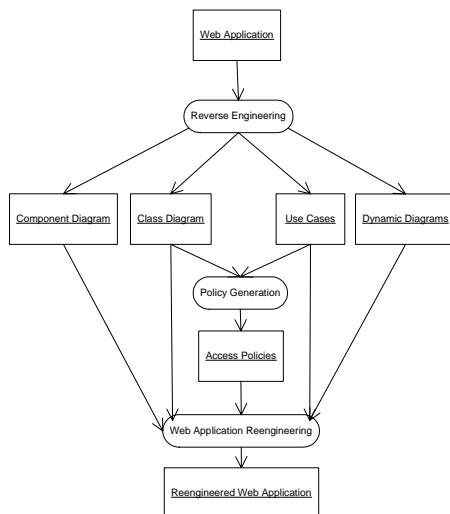 Web Application
Reverse Engineering
Component Diagram
Class Diagram
Use Cases
Dynamic Diagrams
Policy Generation
Access Policies
Web Application Reengineering
Reengineered Web Application